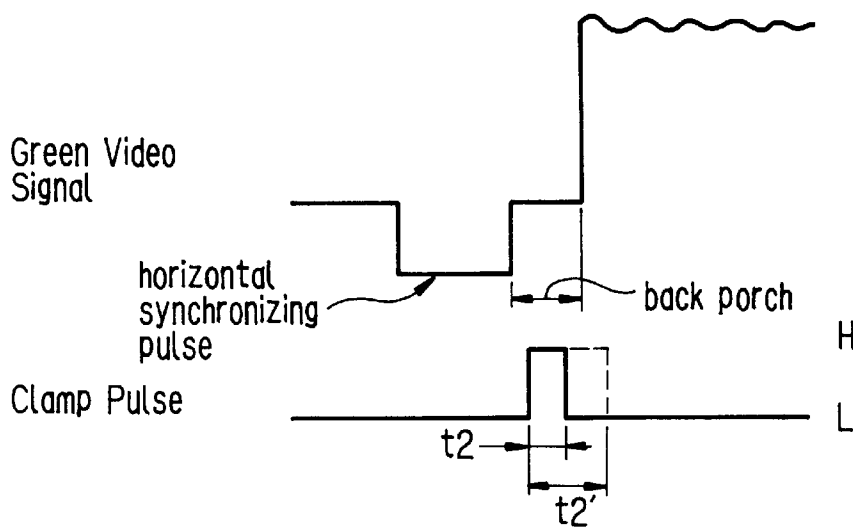 Green Video
Signal
horizontal
synchronizing
pulse
back porch
H
Clamp Pulse
L
t2
t2′